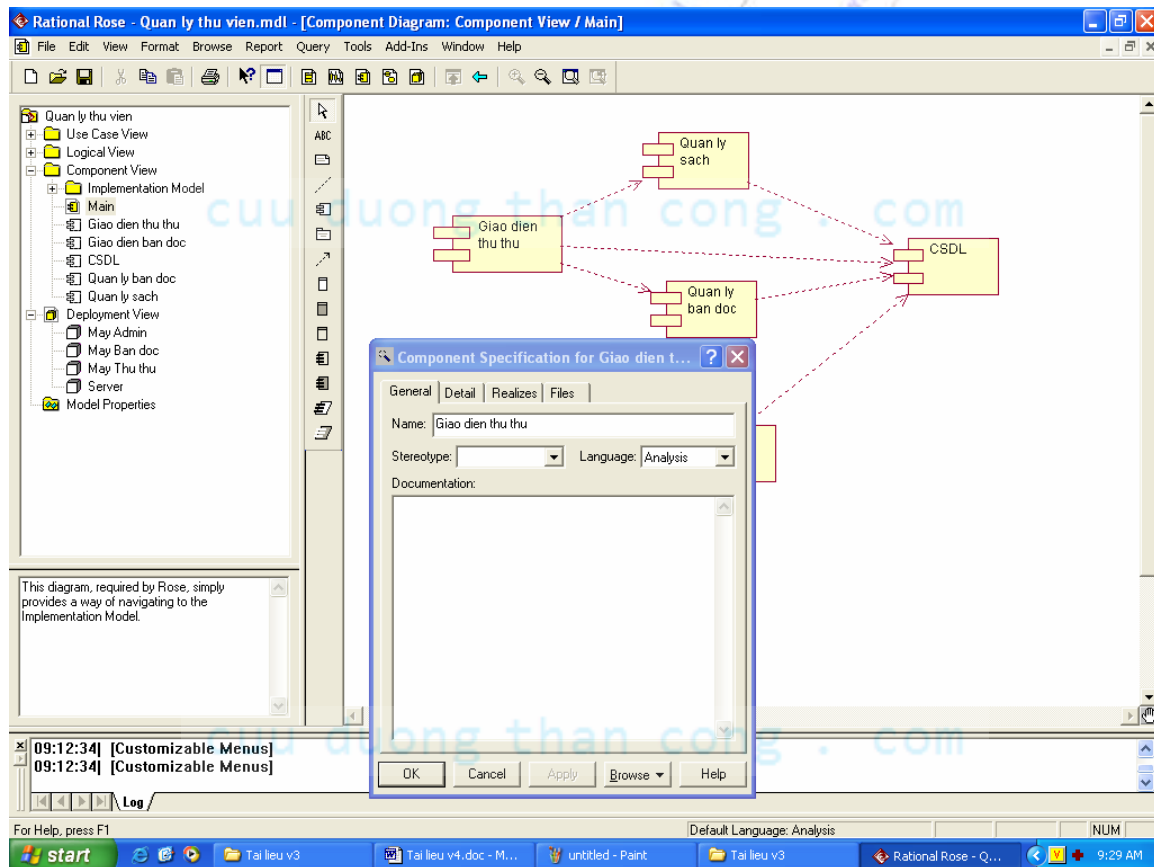 Rational Rose - Quan ly thu vien.mdl - [Component Diagram: Component View / Main]
File Edit View Format Browse Report Query Tools Add-Ins Window Help
Quan ly thu vien
Use Case View
Logical View
Component View
Implementation Model
Main
Giao dien thu thu
Giao dien ban doc
CSDL
Quan ly ban doc
Quan ly sach
Deployment View
May Admin
May Ban doc
May Thu thu
Server
Model Properties
ABC
Quan ly
sach
Giao dien
thu thu
CSDL
Quan ly
ban doc
cuu duong than cong . com
Component Specification for Giao dien t...
General Detail Realizes Files
Name: Giao dien thu thu
Stereotype: Language: Analysis
Documentation:
OK Cancel Apply Browse Help
This diagram, required by Rose, simply
provides a way of navigating to the
Implementation Model.
cuu duong than cong . com
09:12:34| [Customizable Menus]
09:12:34| [Customizable Menus]
Log
For Help, press F1 Default Language: Analysis NUM
start Tai lieu v3 Tai lieu v4.doc - M... untitled - Paint Tai lieu v3 Rational Rose - Q... V 9:29 AM